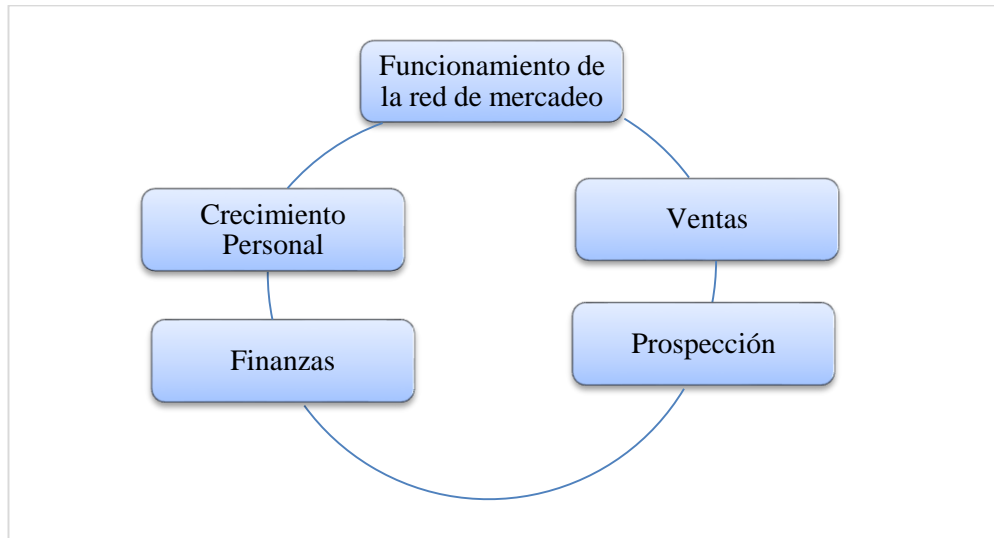 Funcionamiento de
la red de mercadeo
Crecimiento
Personal
Ventas
Finanzas
Prospección